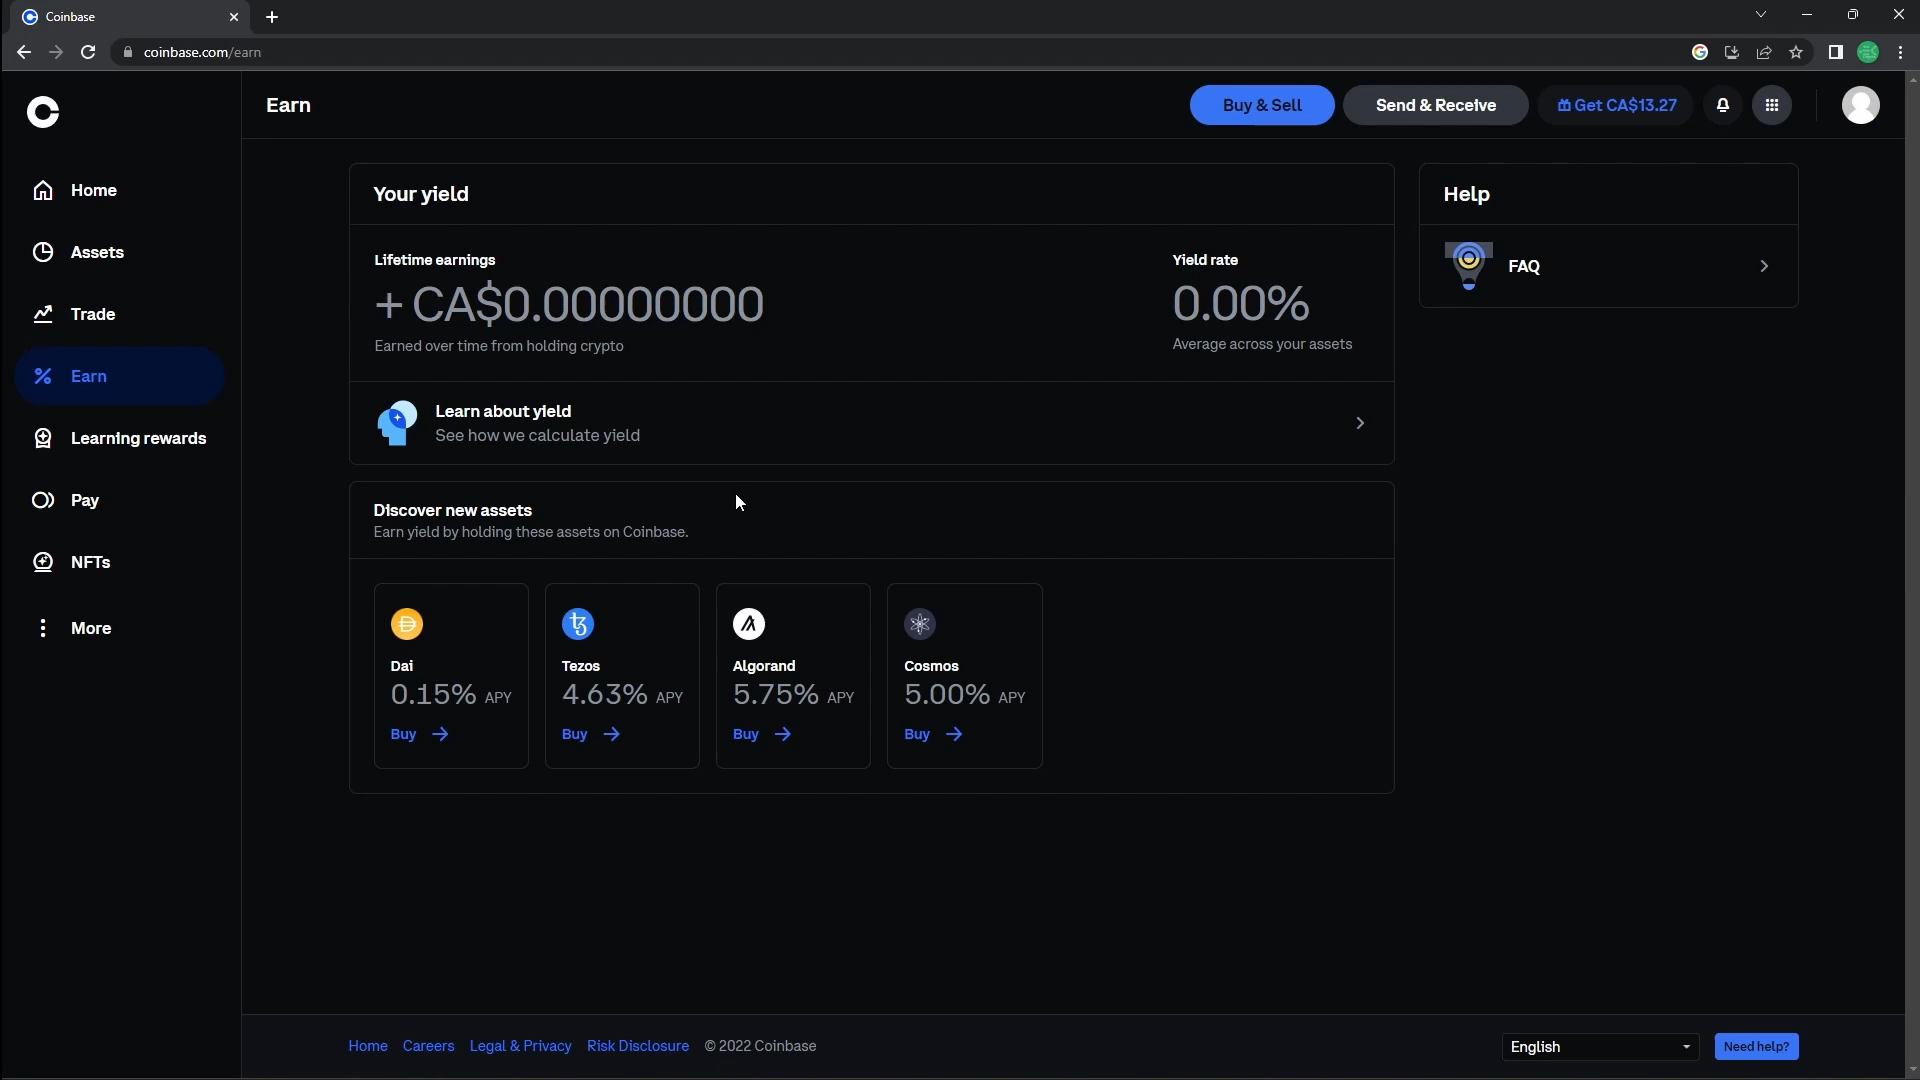 Coinbase
coinbase.com/earn
Earn
Buy & Sell
Send & Receive
Get CA$13.27
Home
Assets
Trade
Earn
Learning rewards
Pay
NFTs
More
Your yield
Lifetime earnings
+ CA$0.00000000
Earned over time from holding crypto
Yield rate
0.00%
Average across your assets
Learn about yield
See how we calculate yield
Help
FAQ
Discover new assets
Earn yield by holding these assets on Coinbase.
Dai
0.15% APY
Buy
Tezos
4.63% APY
Buy
Algorand
5.75% APY
Buy
Cosmos
5.00% APY
Buy
Home Careers Legal & Privacy Risk Disclosure © 2022 Coinbase
English
Need help?